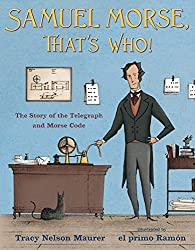 SAMUEL MORSE,
THAT'S WHO!
The Story of the Telegraph
and Morse Code
Tracy Nelson Maurer
illustrated by
el primo Ramón